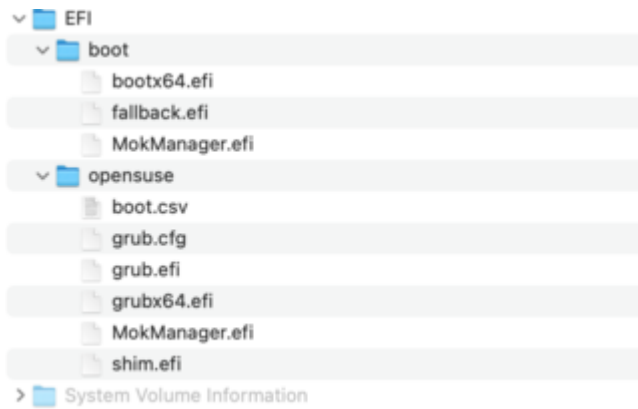 EFI
boot
bootx64.efi
fallback.efi
MokManager.efi
opensuse
boot.csv
grub.cfg
grub.efi
grubx64.efi
MokManager.efi
shim.efi
System Volume Information